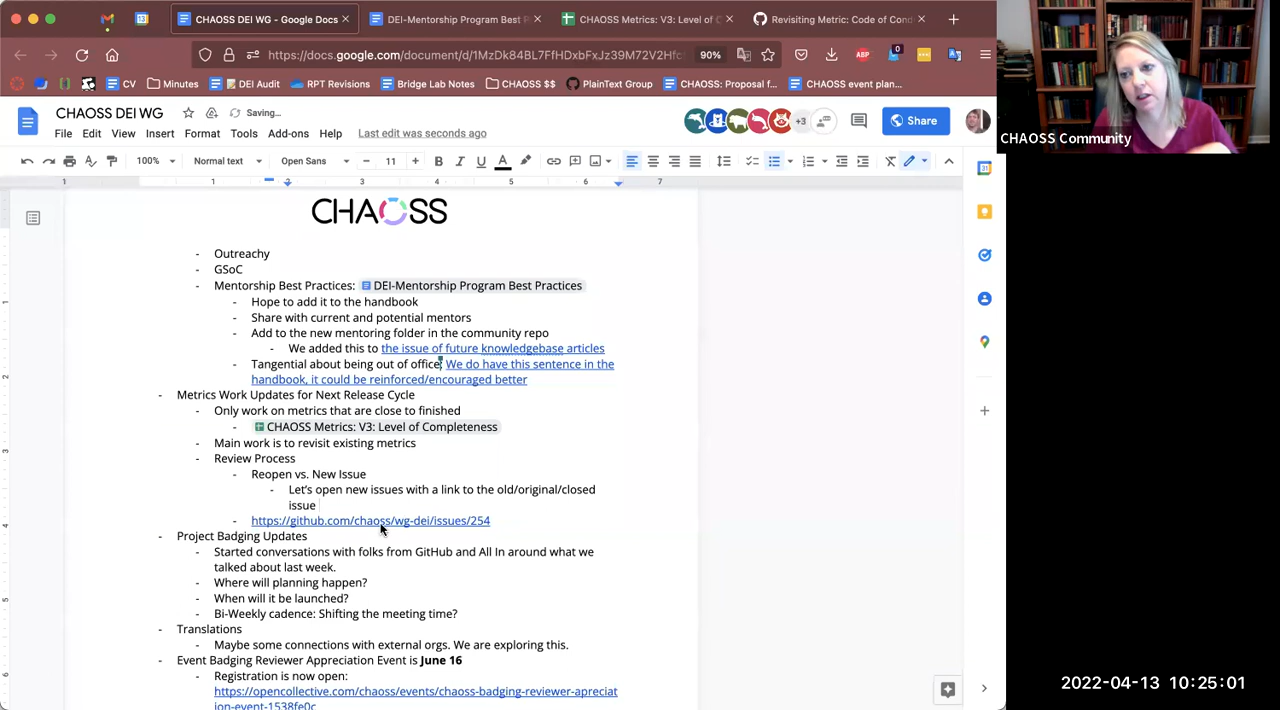 CHAOSS DEI WG - Google Docs
DEI-Mentorship Program Best
CHAOSS Metrics: V3: Level of
Revisiting Metric: Code of Con
https://docs.google.com/document/d/1MzDk84BL7FfHDxbFxJz39M72V2Hfc
90%
ABP
0
CV
Minutes
DEI Audit
RPT Revisions
Bridge Lab Notes
CHAOSS $$
PlainText Group
CHAOSS: Proposal f...
CHAOSS event plan...
CHAOSS DEI WG
Saving...
File Edit View Insert Format Tools Add-ons Help Last edit was seconds ago
+3
Share
CHAOSS Community
100%
Normal text
Open Sans
11
B I U A
1 1 3 4 5 6 7
CHAOSS
- Outreachy
- GSoC
- Mentorship Best Practices: DEI-Mentorship Program Best Practices
- Hope to add it to the handbook
- Share with current and potential mentors
- Add to the new mentoring folder in the community repo
- We added this to the issue of future knowledgebase articles
- Tangential about being out of office; We do have this sentence in the
handbook, it could be reinforced/encouraged better
- Metrics Work Updates for Next Release Cycle
- Only work on metrics that are close to finished
- CHAOSS Metrics: V3: Level of Completeness
- Main work is to revisit existing metrics
- Review Process
- Reopen vs. New Issue
- Let's open new issues with a link to the old/original/closed
issue
- https://github.com/chaoss/wg-dei/issues/254
- Project Badging Updates
- Started conversations with folks from GitHub and All In around what we
talked about last week.
- Where will planning happen?
- When will it be launched?
- Bi-Weekly cadence: Shifting the meeting time?
- Translations
- Maybe some connections with external orgs. We are exploring this.
- Event Badging Reviewer Appreciation Event is June 16
- Registration is now open:
https://opencollective.com/chaoss/events/chaoss-badging-reviewer-apreciat
ion-event-1538fe0c
2022-04-13 10:25:01